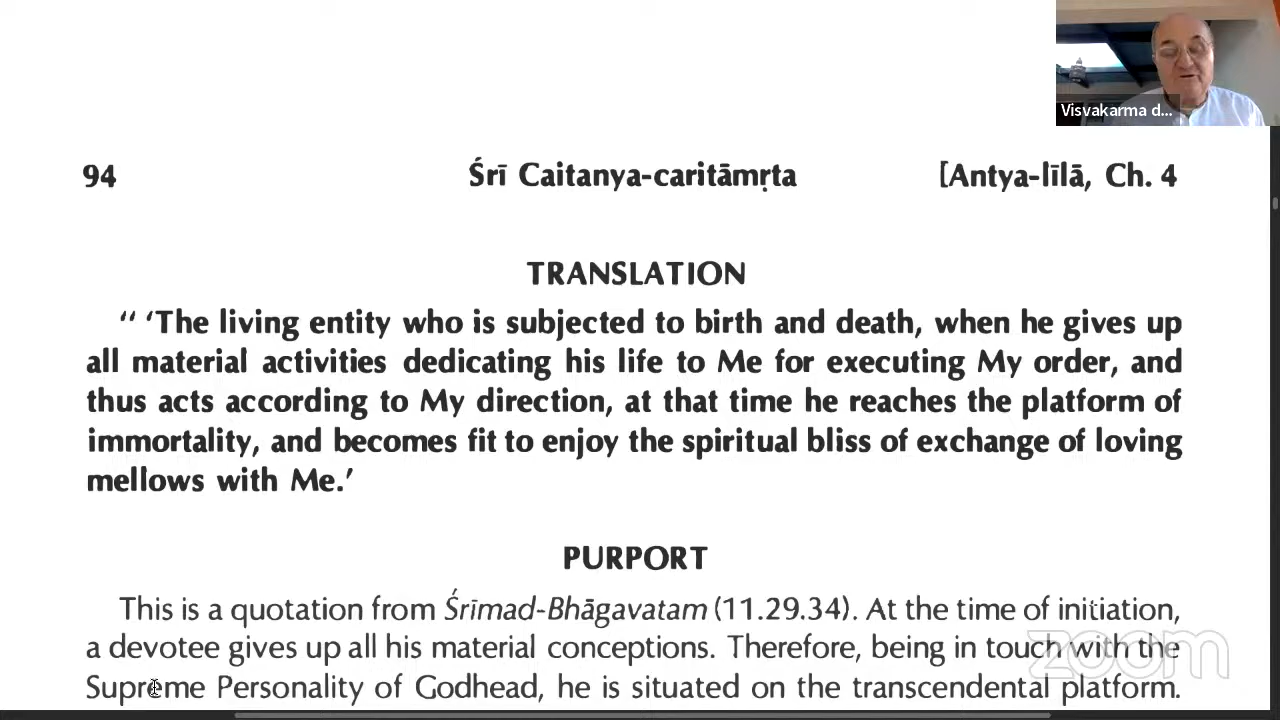 Visvakarma d...
94 Śrī Caitanya-caritāmṛta [Antya-līlā, Ch. 4
TRANSLATION
“ ‘The living entity who is subjected to birth and death, when he gives up
all material activities dedicating his life to Me for executing My order, and
thus acts according to My direction, at that time he reaches the platform of
immortality, and becomes fit to enjoy the spiritual bliss of exchange of loving
mellows with Me.’
PURPORT
This is a quotation from Śrīmad-Bhāgavatam (11.29.34). At the time of initiation,
a devotee gives up all his material conceptions. Therefore, being in touch with the
Supreme Personality of Godhead, he is situated on the transcendental platform.
zoom